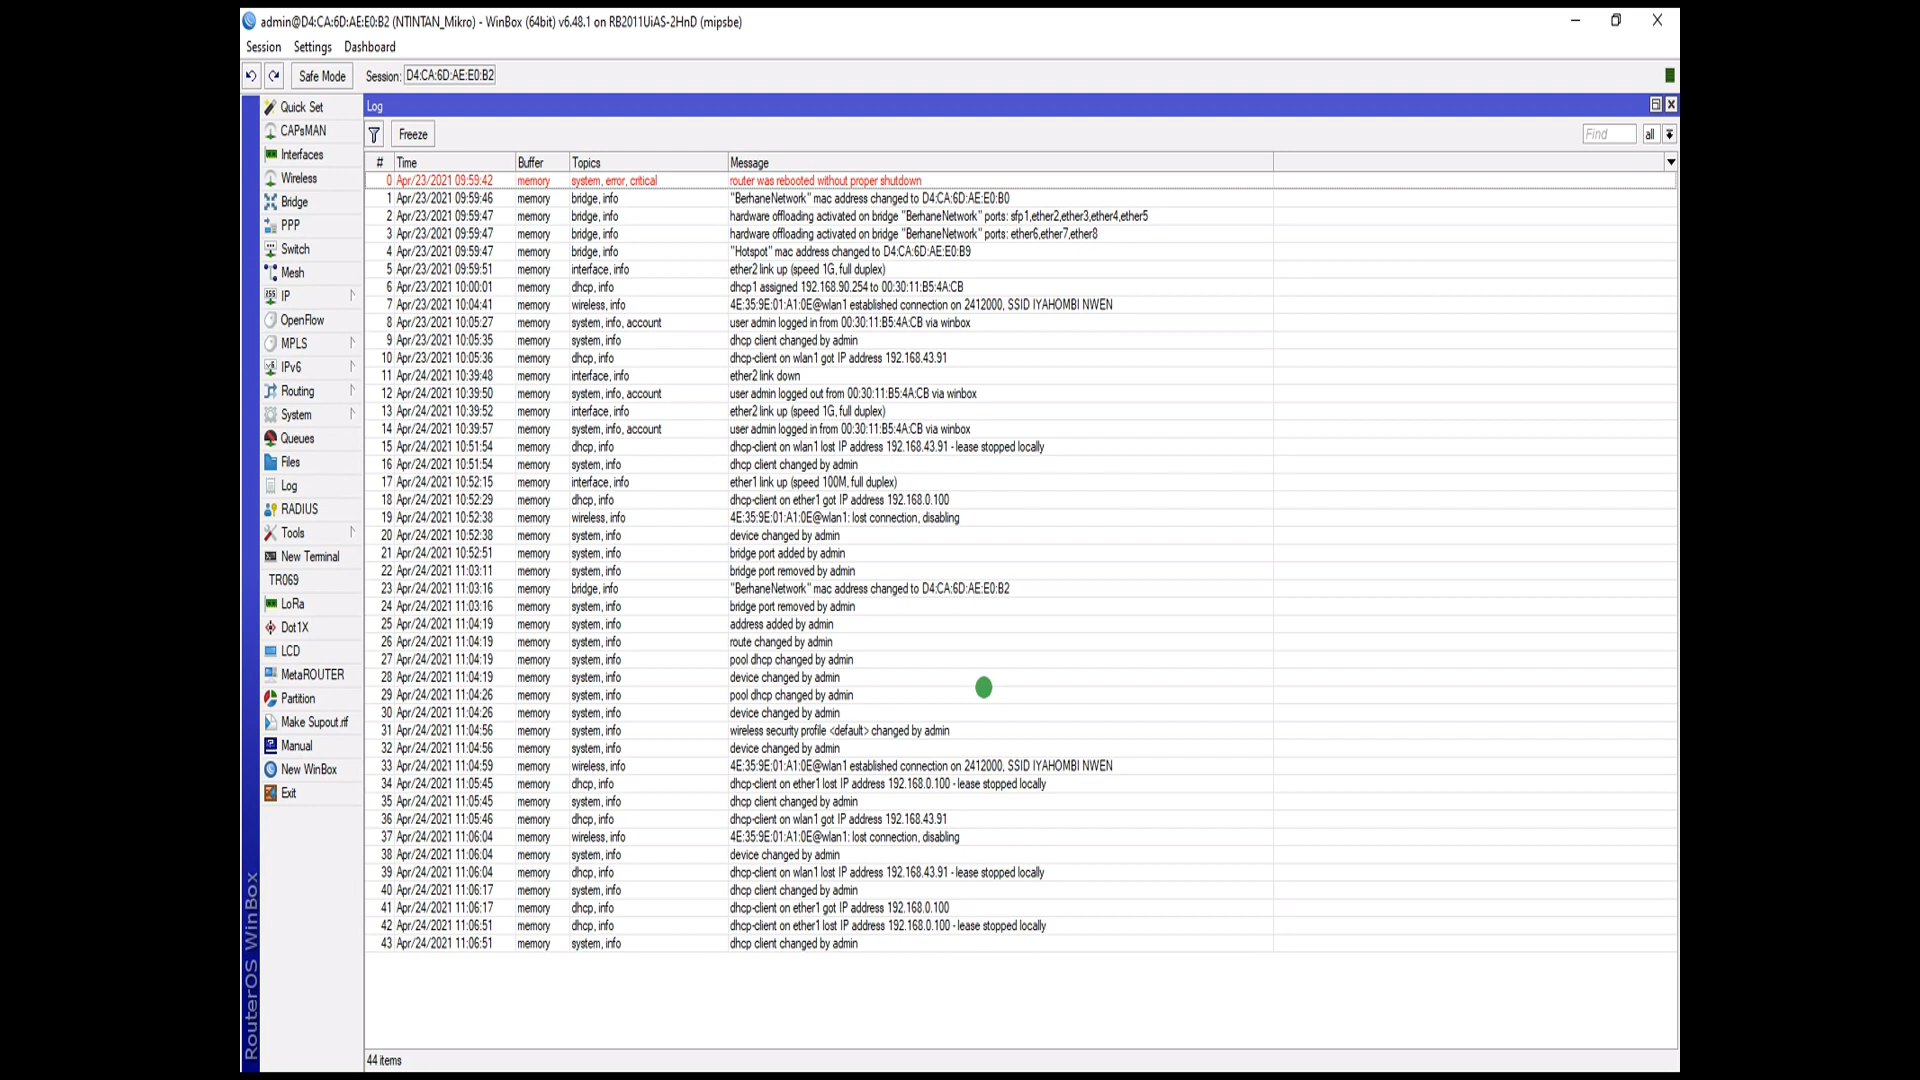 admin@D4:CA:6D:AE:E0:B2 (NTINTAN_Mikro) - WinBox (64bit) v6.48.1 on RB2011UiAS-2HnD (mipsbe)
Session Settings Dashboard
Safe Mode Session: D4:CA:6D:AE:E0:B2
Quick Set
CAPsMAN
Interfaces
Wireless
Bridge
PPP
Switch
Mesh
IP
OpenFlow
MPLS
IPv6
Routing
System
Queues
Files
Log
RADIUS
Tools
New Terminal
TR069
LoRa
Dot1X
LCD
MetaROUTER
Partition
Make Supout.rif
Manual
New WinBox
Exit
RouterOS WinBox
Log
Freeze Find all
# Time Buffer Topics Message
0 Apr/23/2021 09:59:42 memory system, error, critical router was rebooted without proper shutdown
1 Apr/23/2021 09:59:46 memory bridge, info "BerhaneNetwork" mac address changed to D4:CA:6D:AE:E0:B0
2 Apr/23/2021 09:59:47 memory bridge, info hardware offloading activated on bridge "BerhaneNetwork" ports: sfp1,ether2,ether3,ether4,ether5
3 Apr/23/2021 09:59:47 memory bridge, info hardware offloading activated on bridge "BerhaneNetwork" ports: ether6,ether7,ether8
4 Apr/23/2021 09:59:47 memory bridge, info "Hotspot" mac address changed to D4:CA:6D:AE:E0:B9
5 Apr/23/2021 09:59:51 memory interface, info ether2 link up (speed 1G, full duplex)
6 Apr/23/2021 10:00:01 memory dhcp, info dhcp1 assigned 192.168.90.254 to 00:30:11:B5:4A:CB
7 Apr/23/2021 10:04:41 memory wireless, info 4E:35:9E:01:A1:0E@wlan1 established connection on 2412000, SSID IYAHOMBI NWEN
8 Apr/23/2021 10:05:27 memory system, info, account user admin logged in from 00:30:11:B5:4A:CB via winbox
9 Apr/23/2021 10:05:35 memory system, info dhcp client changed by admin
10 Apr/23/2021 10:05:36 memory dhcp, info dhcp-client on wlan1 got IP address 192.168.43.91
11 Apr/24/2021 10:39:48 memory interface, info ether2 link down
12 Apr/24/2021 10:39:50 memory system, info, account user admin logged out from 00:30:11:B5:4A:CB via winbox
13 Apr/24/2021 10:39:52 memory interface, info ether2 link up (speed 1G, full duplex)
14 Apr/24/2021 10:39:57 memory system, info, account user admin logged in from 00:30:11:B5:4A:CB via winbox
15 Apr/24/2021 10:51:54 memory dhcp, info dhcp-client on wlan1 lost IP address 192.168.43.91 - lease stopped locally
16 Apr/24/2021 10:51:54 memory system, info dhcp client changed by admin
17 Apr/24/2021 10:52:15 memory interface, info ether1 link up (speed 100M, full duplex)
18 Apr/24/2021 10:52:29 memory dhcp, info dhcp-client on ether1 got IP address 192.168.0.100
19 Apr/24/2021 10:52:38 memory wireless, info 4E:35:9E:01:A1:0E@wlan1: lost connection, disabling
20 Apr/24/2021 10:52:38 memory system, info device changed by admin
21 Apr/24/2021 10:52:51 memory system, info bridge port added by admin
22 Apr/24/2021 11:03:11 memory system, info bridge port removed by admin
23 Apr/24/2021 11:03:16 memory bridge, info "BerhaneNetwork" mac address changed to D4:CA:6D:AE:E0:B2
24 Apr/24/2021 11:03:16 memory system, info bridge port removed by admin
25 Apr/24/2021 11:04:19 memory system, info address added by admin
26 Apr/24/2021 11:04:19 memory system, info route changed by admin
27 Apr/24/2021 11:04:19 memory system, info pool dhcp changed by admin
28 Apr/24/2021 11:04:19 memory system, info device changed by admin
29 Apr/24/2021 11:04:26 memory system, info pool dhcp changed by admin
30 Apr/24/2021 11:04:26 memory system, info device changed by admin
31 Apr/24/2021 11:04:56 memory system, info wireless security profile <default> changed by admin
32 Apr/24/2021 11:04:56 memory system, info device changed by admin
33 Apr/24/2021 11:04:59 memory wireless, info 4E:35:9E:01:A1:0E@wlan1 established connection on 2412000, SSID IYAHOMBI NWEN
34 Apr/24/2021 11:05:45 memory dhcp, info dhcp-client on ether1 lost IP address 192.168.0.100 - lease stopped locally
35 Apr/24/2021 11:05:45 memory system, info dhcp client changed by admin
36 Apr/24/2021 11:05:46 memory dhcp, info dhcp-client on wlan1 got IP address 192.168.43.91
37 Apr/24/2021 11:06:04 memory wireless, info 4E:35:9E:01:A1:0E@wlan1: lost connection, disabling
38 Apr/24/2021 11:06:04 memory system, info device changed by admin
39 Apr/24/2021 11:06:04 memory dhcp, info dhcp-client on wlan1 lost IP address 192.168.43.91 - lease stopped locally
40 Apr/24/2021 11:06:17 memory system, info dhcp client changed by admin
41 Apr/24/2021 11:06:17 memory dhcp, info dhcp-client on ether1 got IP address 192.168.0.100
42 Apr/24/2021 11:06:51 memory dhcp, info dhcp-client on ether1 lost IP address 192.168.0.100 - lease stopped locally
43 Apr/24/2021 11:06:51 memory system, info dhcp client changed by admin
44 items